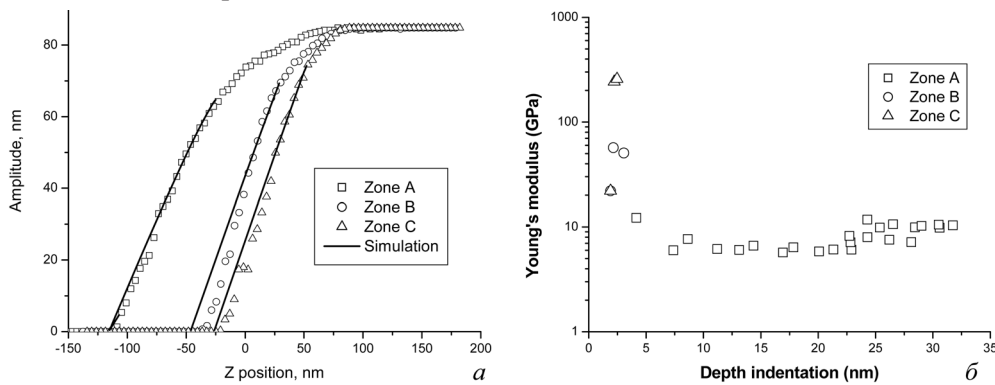 80
60
40
20
0
Amplitude, nm
-150 -100 -50 0 50 100 150 200
Z position, nm
Zone A
Zone B
Zone C
Simulation
а
1000
100
10
1
Young's modulus (GPa)
0 5 10 15 20 25 30 35
Depth indentation (nm)
Zone A
Zone B
Zone C
б